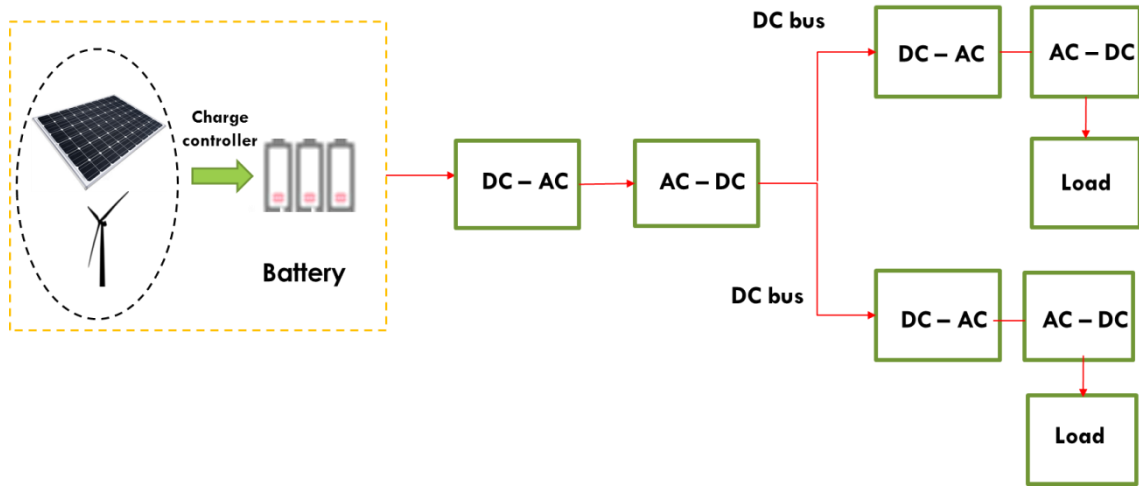 DC bus
DC – AC
AC – DC
Charge
controller
DC – AC
AC – DC
Load
Battery
DC bus
DC – AC
AC – DC
Load